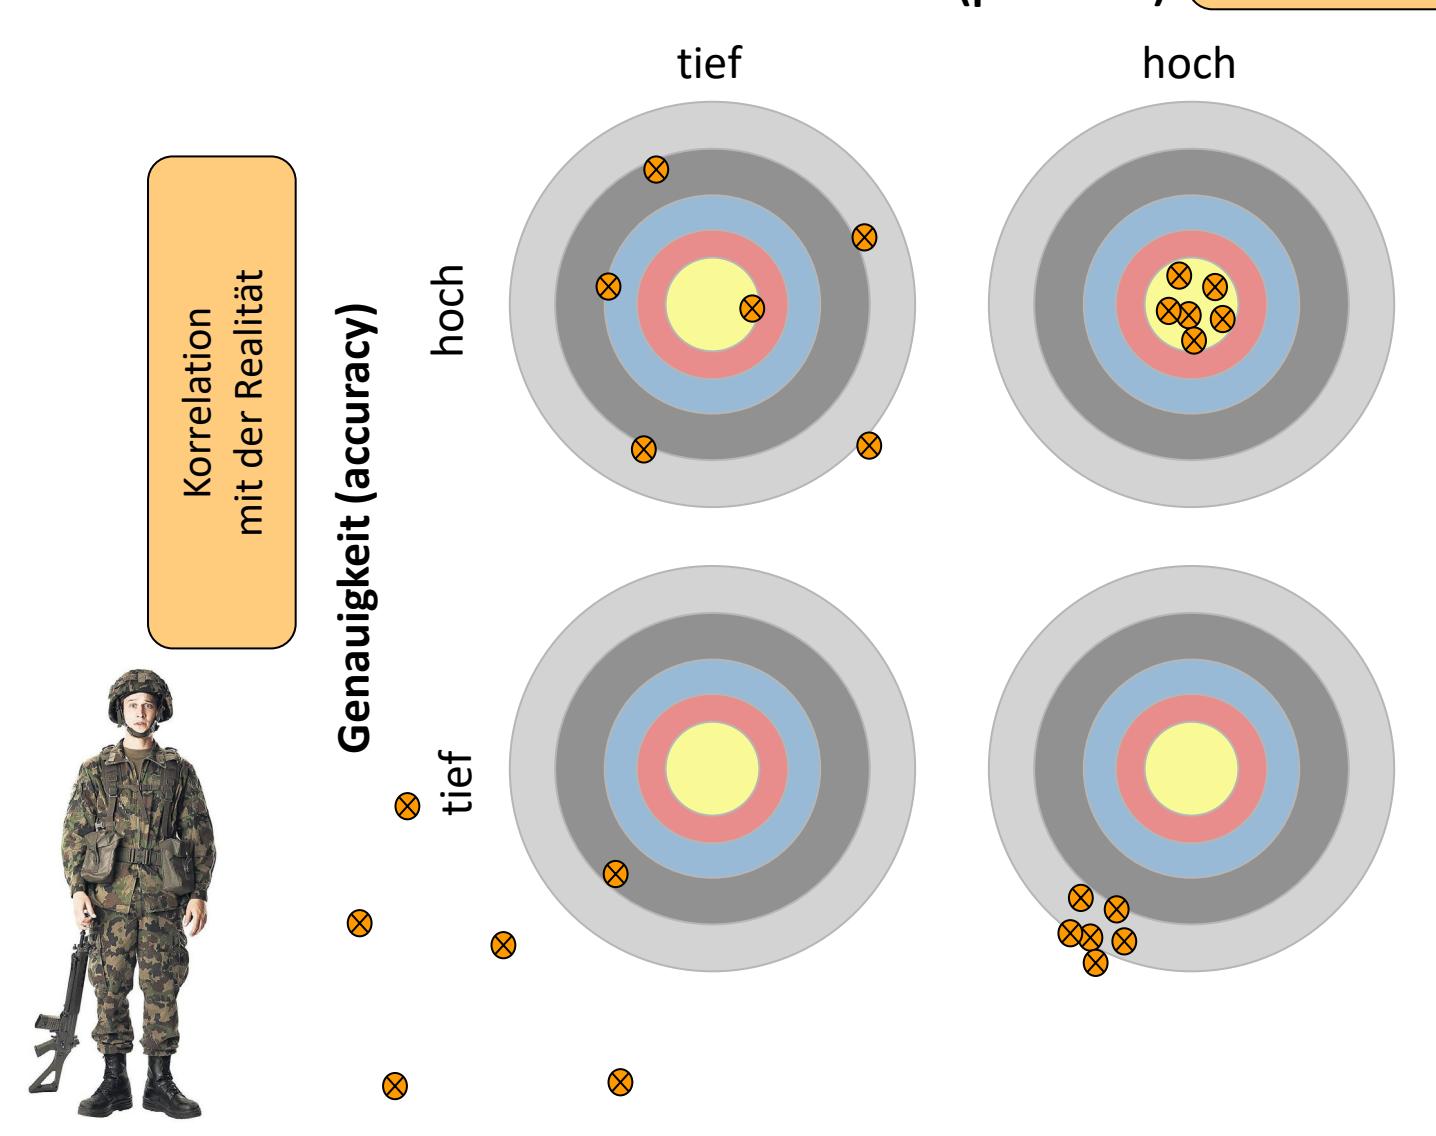 tief
hoch
Korrelation
mit der Realität
Genauigkeit (accuracy)
hoch
tief